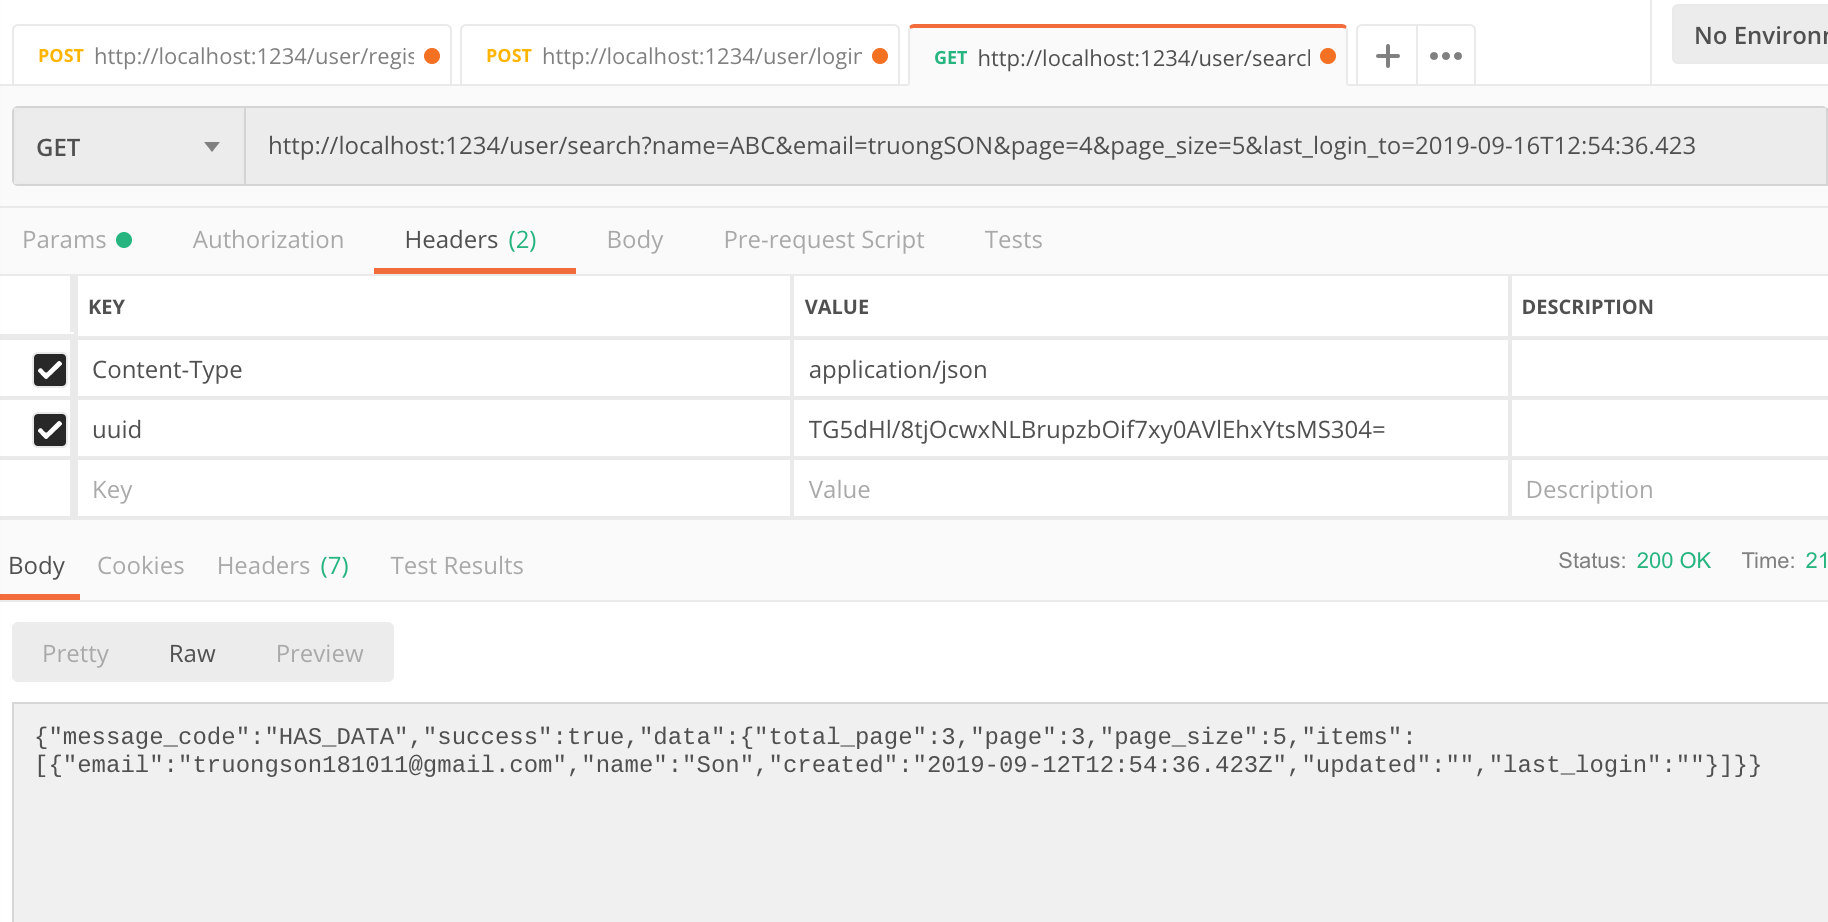 POST http://localhost:1234/user/regis
POST http://localhost:1234/user/login
GET http://localhost:1234/user/search
No Environ
GET http://localhost:1234/user/search?name=ABC&email=truongSON&page=4&page_size=5&last_login_to=2019-09-16T12:54:36.423
Params Authorization Headers (2) Body Pre-request Script Tests
KEY VALUE DESCRIPTION
Content-Type application/json
uuid TG5dHl/8tjOcwxNLBrupzbOif7xy0AVlEhxYtsMS304=
Key Value Description
Body Cookies Headers (7) Test Results Status: 200 OK Time: 21
Pretty Raw Preview
{"message_code":"HAS_DATA","success":true,"data":{"total_page":3,"page":3,"page_size":5,"items":
[{"email":"truongson181011@gmail.com","name":"Son","created":"2019-09-12T12:54:36.423Z","updated":"","last_login":""}]}}